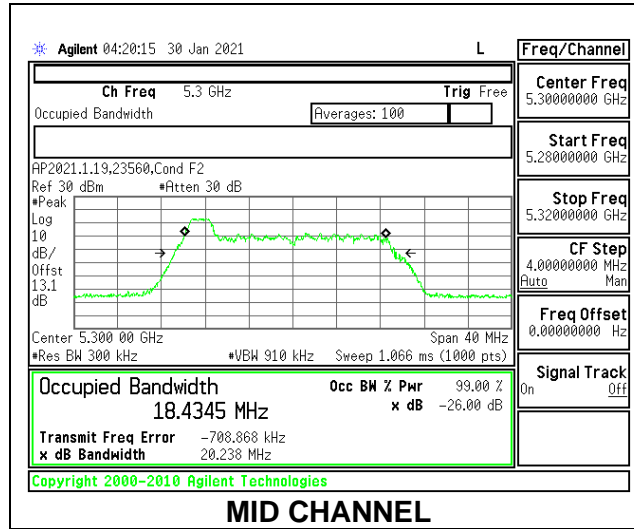 Agilent 04:20:15 30 Jan 2021 L
Freq/Channel
Ch Freq 5.3 GHz Trig Free
Occupied Bandwidth Averages: 100
AP2021.1.19,23560,Cond F2
Ref 30 dBm #Atten 30 dB
#Peak
Log
10
dB/
Offst
13.1
dB
Center 5.300 00 GHz Span 40 MHz
#Res BW 300 kHz #VBW 910 kHz Sweep 1.066 ms (1000 pts)
Occupied Bandwidth Occ BW % Pwr 99.00 %
18.4345 MHz x dB -26.00 dB
Transmit Freq Error -708.868 kHz
x dB Bandwidth 20.238 MHz
Copyright 2000-2010 Agilent Technologies
Center Freq
5.30000000 GHz
Start Freq
5.28000000 GHz
Stop Freq
5.32000000 GHz
CF Step
4.00000000 MHz
Auto Man
Freq Offset
0.00000000 Hz
Signal Track
On Off
MID CHANNEL